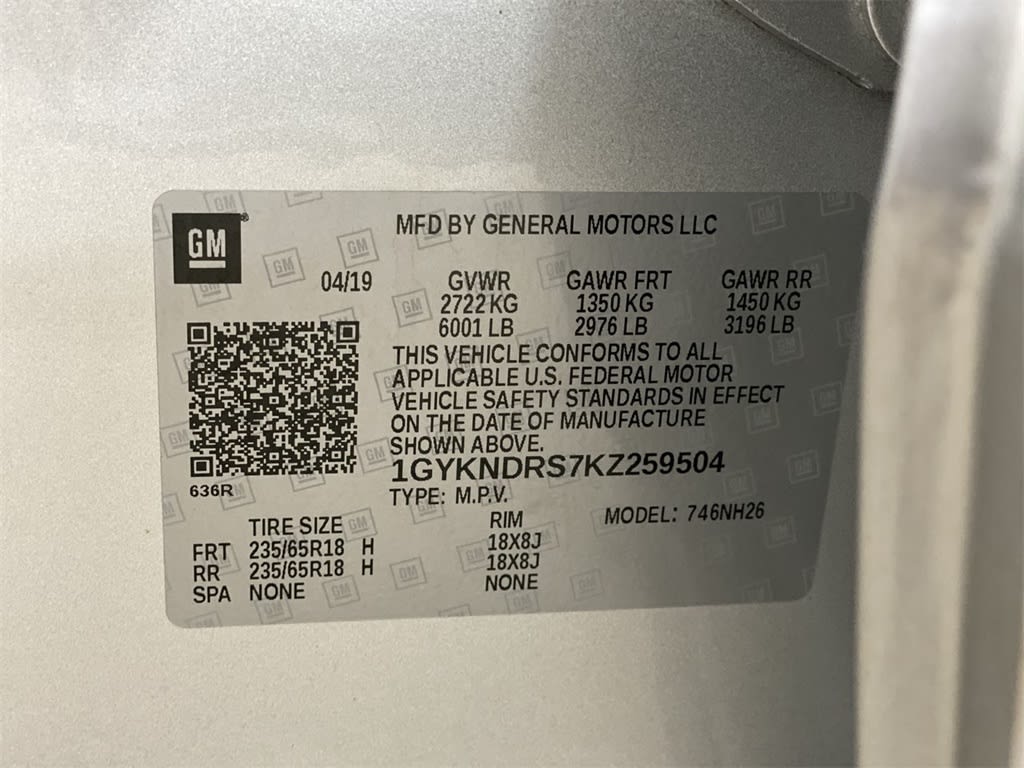 GM
MFD BY GENERAL MOTORS LLC
04/19 GVWR GAWR FRT GAWR RR
2722 KG 1350 KG 1450 KG
6001 LB 2976 LB 3196 LB
THIS VEHICLE CONFORMS TO ALL
APPLICABLE U.S. FEDERAL MOTOR
VEHICLE SAFETY STANDARDS IN EFFECT
ON THE DATE OF MANUFACTURE
SHOWN ABOVE.
1GYKNDRS7KZ259504
636R
TYPE: M.P.V. MODEL: 746NH26
TIRE SIZE RIM
FRT 235/65R18 H 18X8J
RR 235/65R18 H 18X8J
SPA NONE NONE